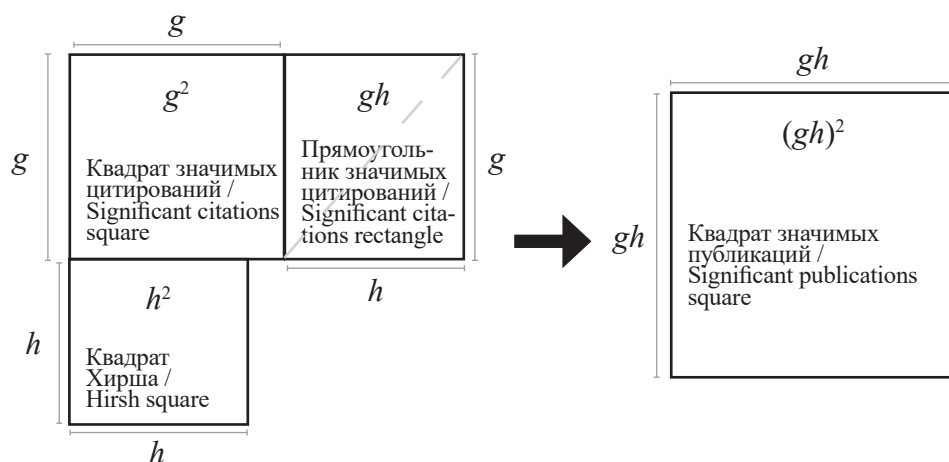 g
g
g²
Квадрат значимых
цитирований /
Significant citations
square
gh
Прямоуголь-
ник значимых
цитирований /
Significant cita-
tions rectangle
g
h
h
h²
Квадрат
Хирша /
Hirsh square
h
gh
gh
(gh)²
Квадрат значимых
публикаций /
Significant publications
square